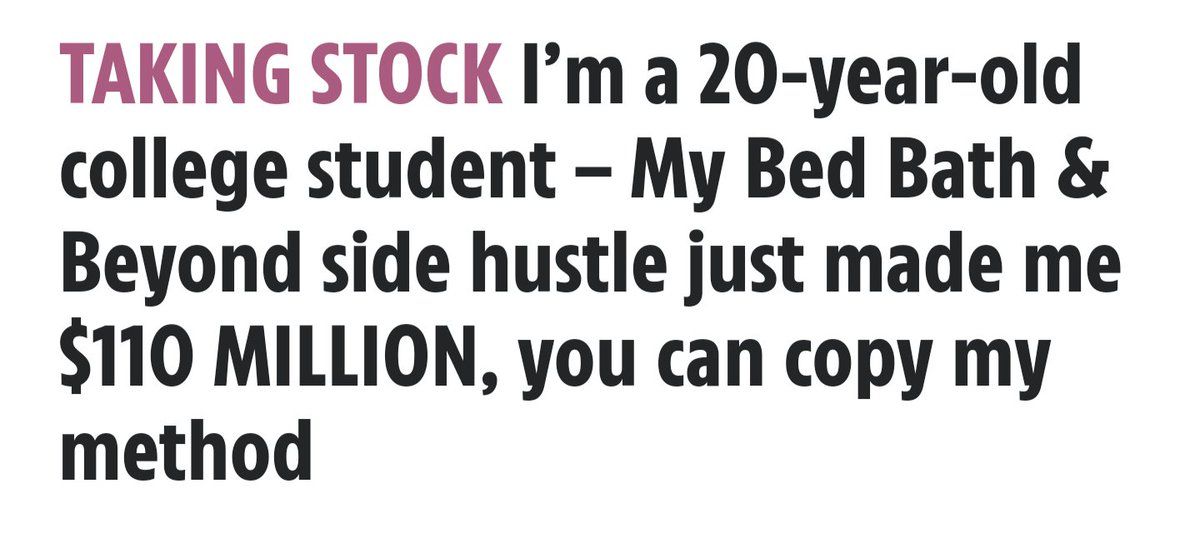 TAKING STOCK I’m a 20-year-old
college student – My Bed Bath &
Beyond side hustle just made me
$110 MILLION, you can copy my
method